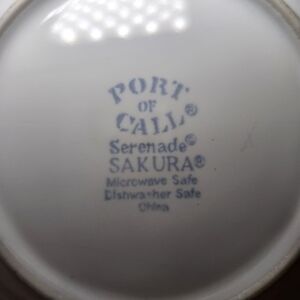 PORT
OF
CALL®
Serenade©
SAKURA®
Microwave Safe
Dishwasher Safe
China